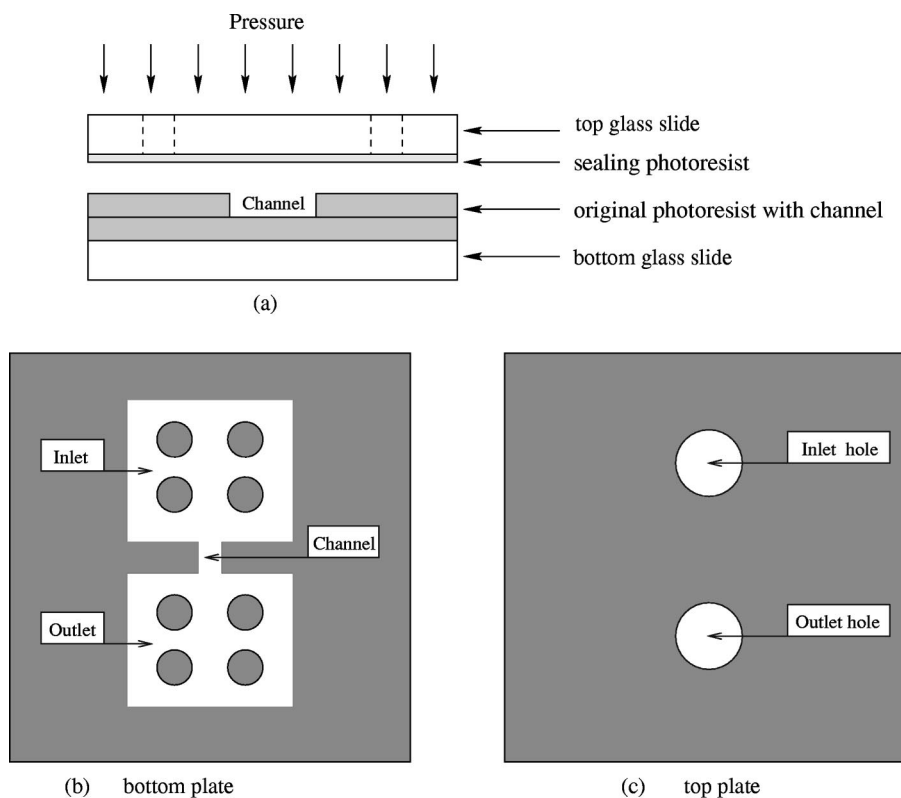 Pressure
top glass slide
sealing photoresist
Channel
original photoresist with channel
bottom glass slide
(a)
Inlet
Channel
Outlet
(b) bottom plate
Inlet hole
Outlet hole
(c) top plate